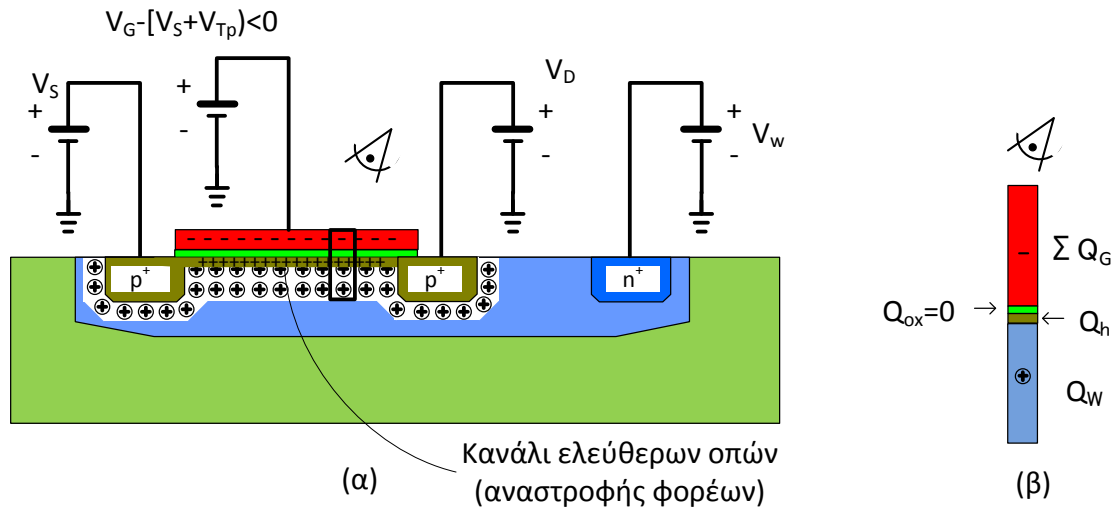 V_G-[V_S+V_Tp)<0
V_S
+
-
+
-
V_D
+
-
+
-
V_w
- - - - - - - - - - - - - -
p⁺
+++++++++++++++++
p⁺
n⁺
Κανάλι ελεύθερων οπών
(αναστροφής φορέων)
(α)
-
Σ Q_G
Q_ox=0 →
← Q_h
+
Q_W
(β)